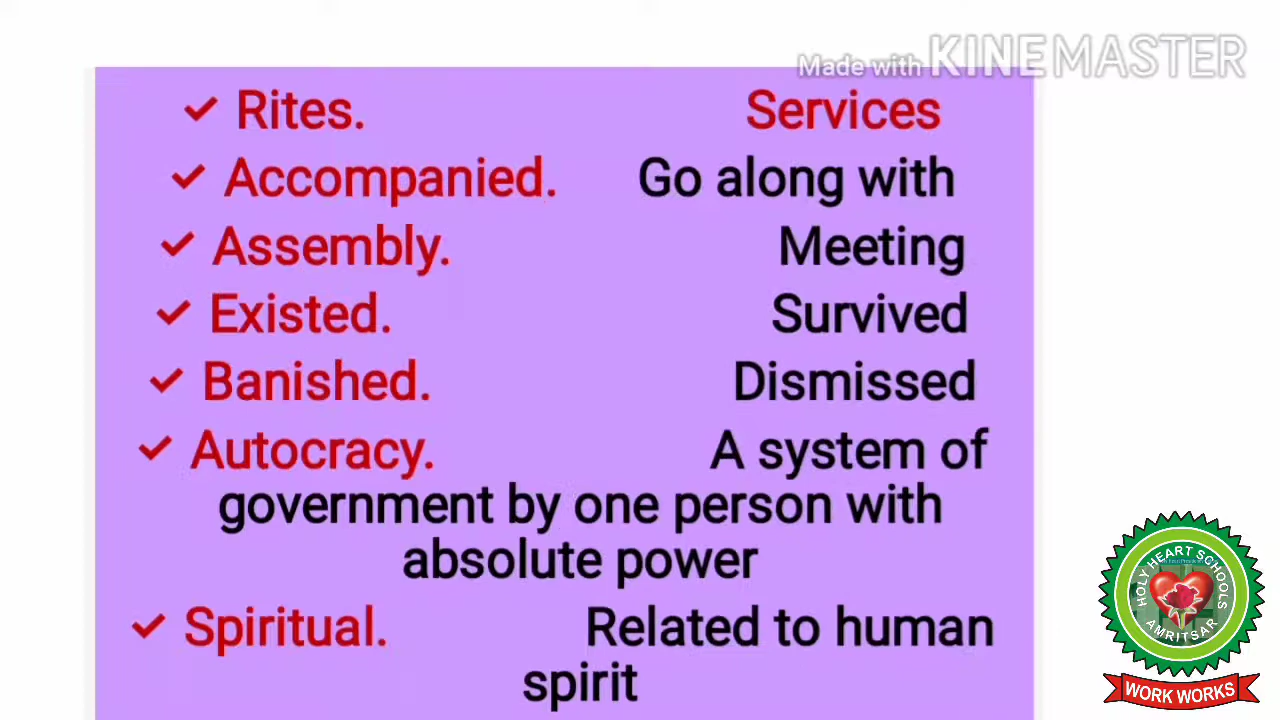 Made with KINEMASTER
✓ Rites. Services
✓ Accompanied. Go along with
✓ Assembly. Meeting
✓ Existed. Survived
✓ Banished. Dismissed
✓ Autocracy. A system of
government by one person with
absolute power
✓ Spiritual. Related to human
spirit
HOLY HEART SCHOOLS
AMRITSAR
WORK WORKS